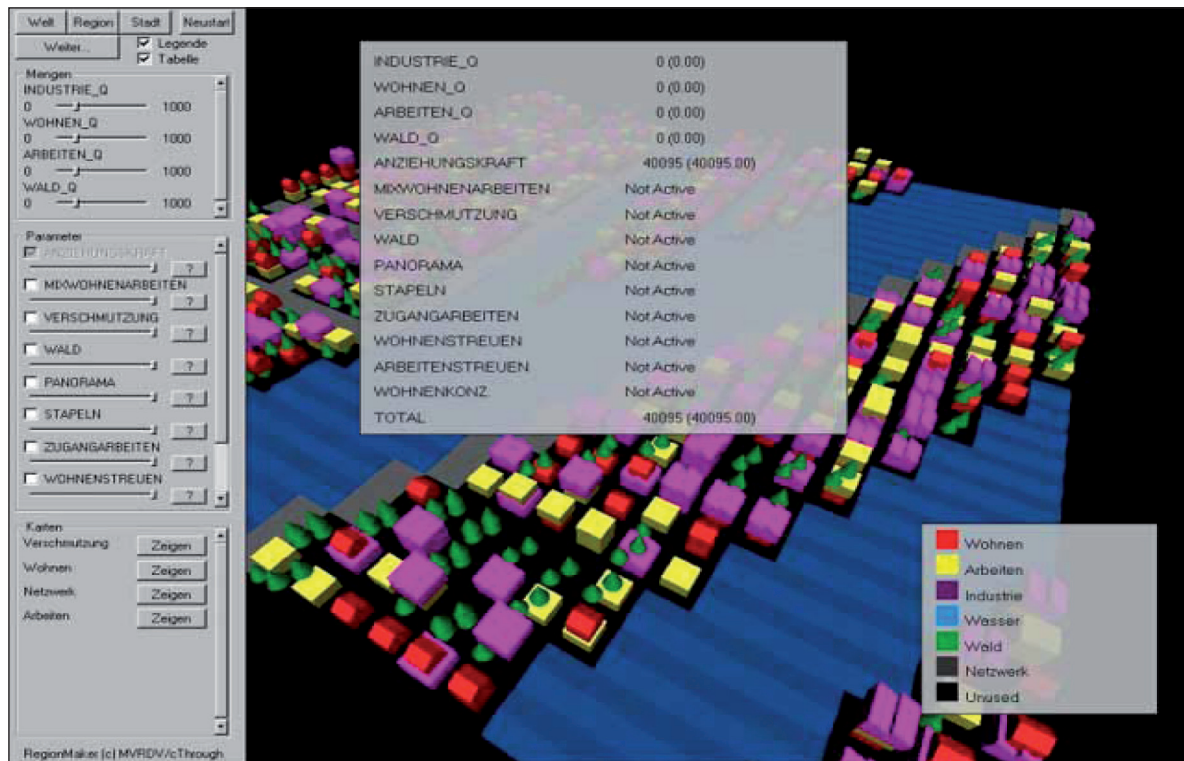 Welt Region Stadt Neustart
Weiter... Legende
Tabelle
Mengen
INDUSTRIE_Q
0 1000
WOHNEN_Q
0 1000
ARBEITEN_Q
0 1000
WALD_Q
0 1000
Parameter
ANZIEHUNGSKRAFT
?
MIXWOHNENARBEITEN
?
VERSCHMUTZUNG
?
WALD
?
PANORAMA
?
STAPELN
?
ZUGANGARBEITEN
?
WOHNENSTREUEN
?
Karten
Verschmutzung Zeigen
Wohnen Zeigen
Netzwerk Zeigen
Arbeiten Zeigen
RegionMaker (c) MVRDV/cThrough
INDUSTRIE_Q 0 (0.00)
WOHNEN_Q 0 (0.00)
ARBEITEN_Q 0 (0.00)
WALD_Q 0 (0.00)
ANZIEHUNGSKRAFT 40095 (40095.00)
MIXWOHNENARBEITEN Not Active
VERSCHMUTZUNG Not Active
WALD Not Active
PANORAMA Not Active
STAPELN Not Active
ZUGANGARBEITEN Not Active
WOHNENSTREUEN Not Active
ARBEITENSTREUEN Not Active
WOHNENKONZ Not Active
TOTAL 40095 (40095.00)
Wohnen
Arbeiten
Industrie
Wasser
Wald
Netzwerk
Unused